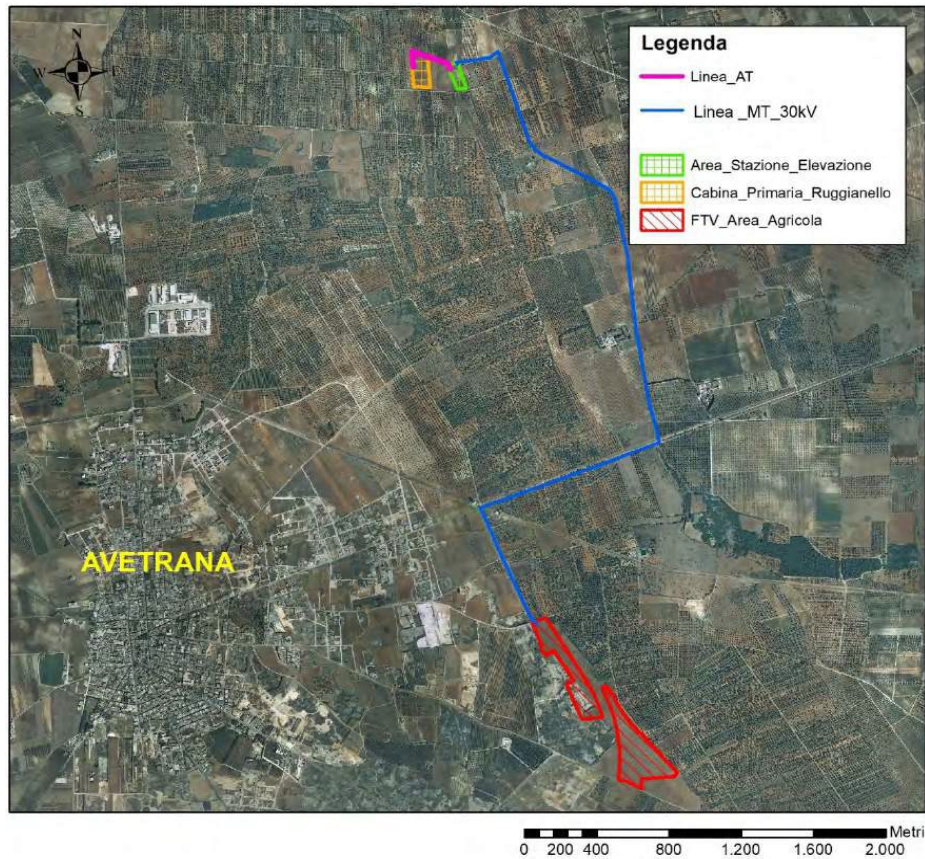 N
W E
S
Legenda
Linea_AT
Linea _MT_30kV
Area_Stazione_Elevazione
Cabina_Primaria_Ruggianello
FTV_Area_Agricola
AVETRANA
Metri
0 200 400 800 1.200 1.600 2.000